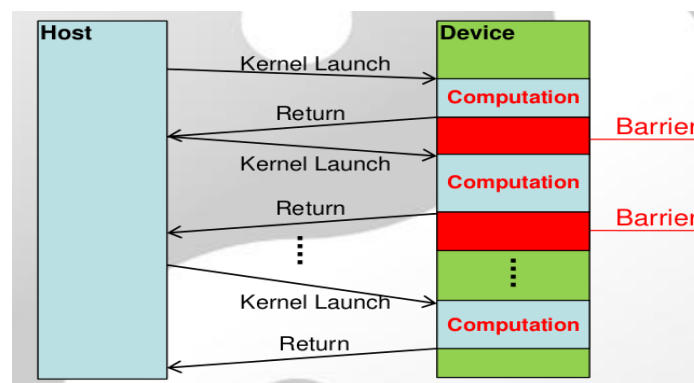 Host
Device
Kernel Launch
Computation
Return
Barrier
Kernel Launch
Computation
Return
Barrier
Kernel Launch
Computation
Return